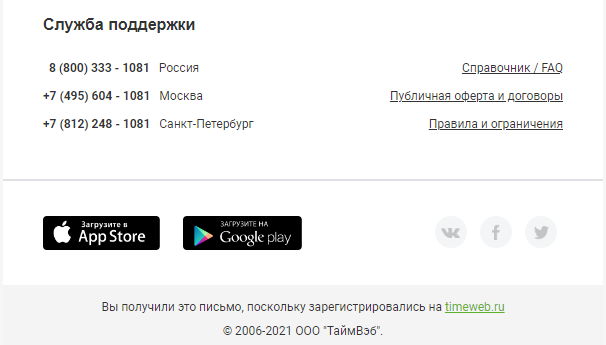 Служба поддержки
8 (800) 333 - 1081 Россия
Справочник / FAQ
+7 (495) 604 - 1081 Москва
Публичная оферта и договоры
+7 (812) 248 - 1081 Санкт-Петербург
Правила и ограничения
Загрузите в
App Store
ЗАГРУЗИТЕ НА
Google play
Вы получили это письмо, поскольку зарегистрировались на timeweb.ru
© 2006-2021 ООО "ТаймВэб".